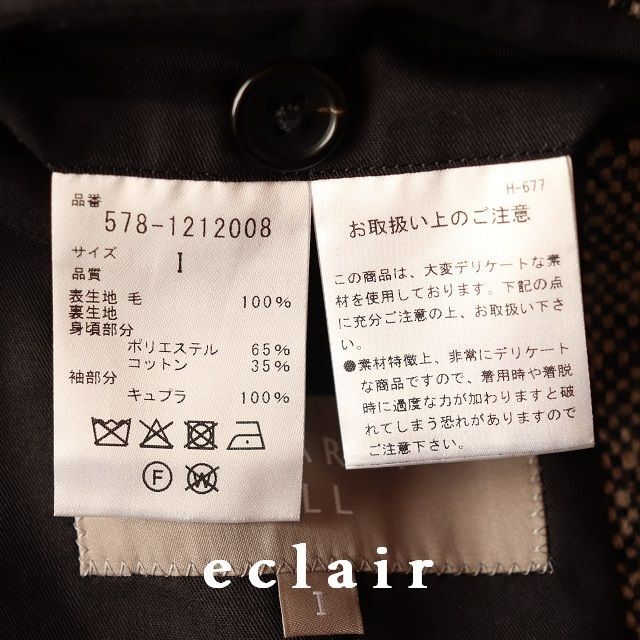 品番
578-1212008
サイズ
I
品質
表生地 毛 100%
裏生地
身頃部分
ポリエステル 65%
コットン 35%
袖部分
キュプラ 100%
F
W
H-677
お取扱い上のご注意
この商品は、大変デリケートな素
材を使用しております。下記の点
に充分ご注意の上、お取扱い下さ
い。
●素材特徴上、非常にデリケート
な商品ですので、着用時や着脱
時に過度な力が加わりますと破
れてしまう恐れがありますので
ご注意下さい。
eclair
I